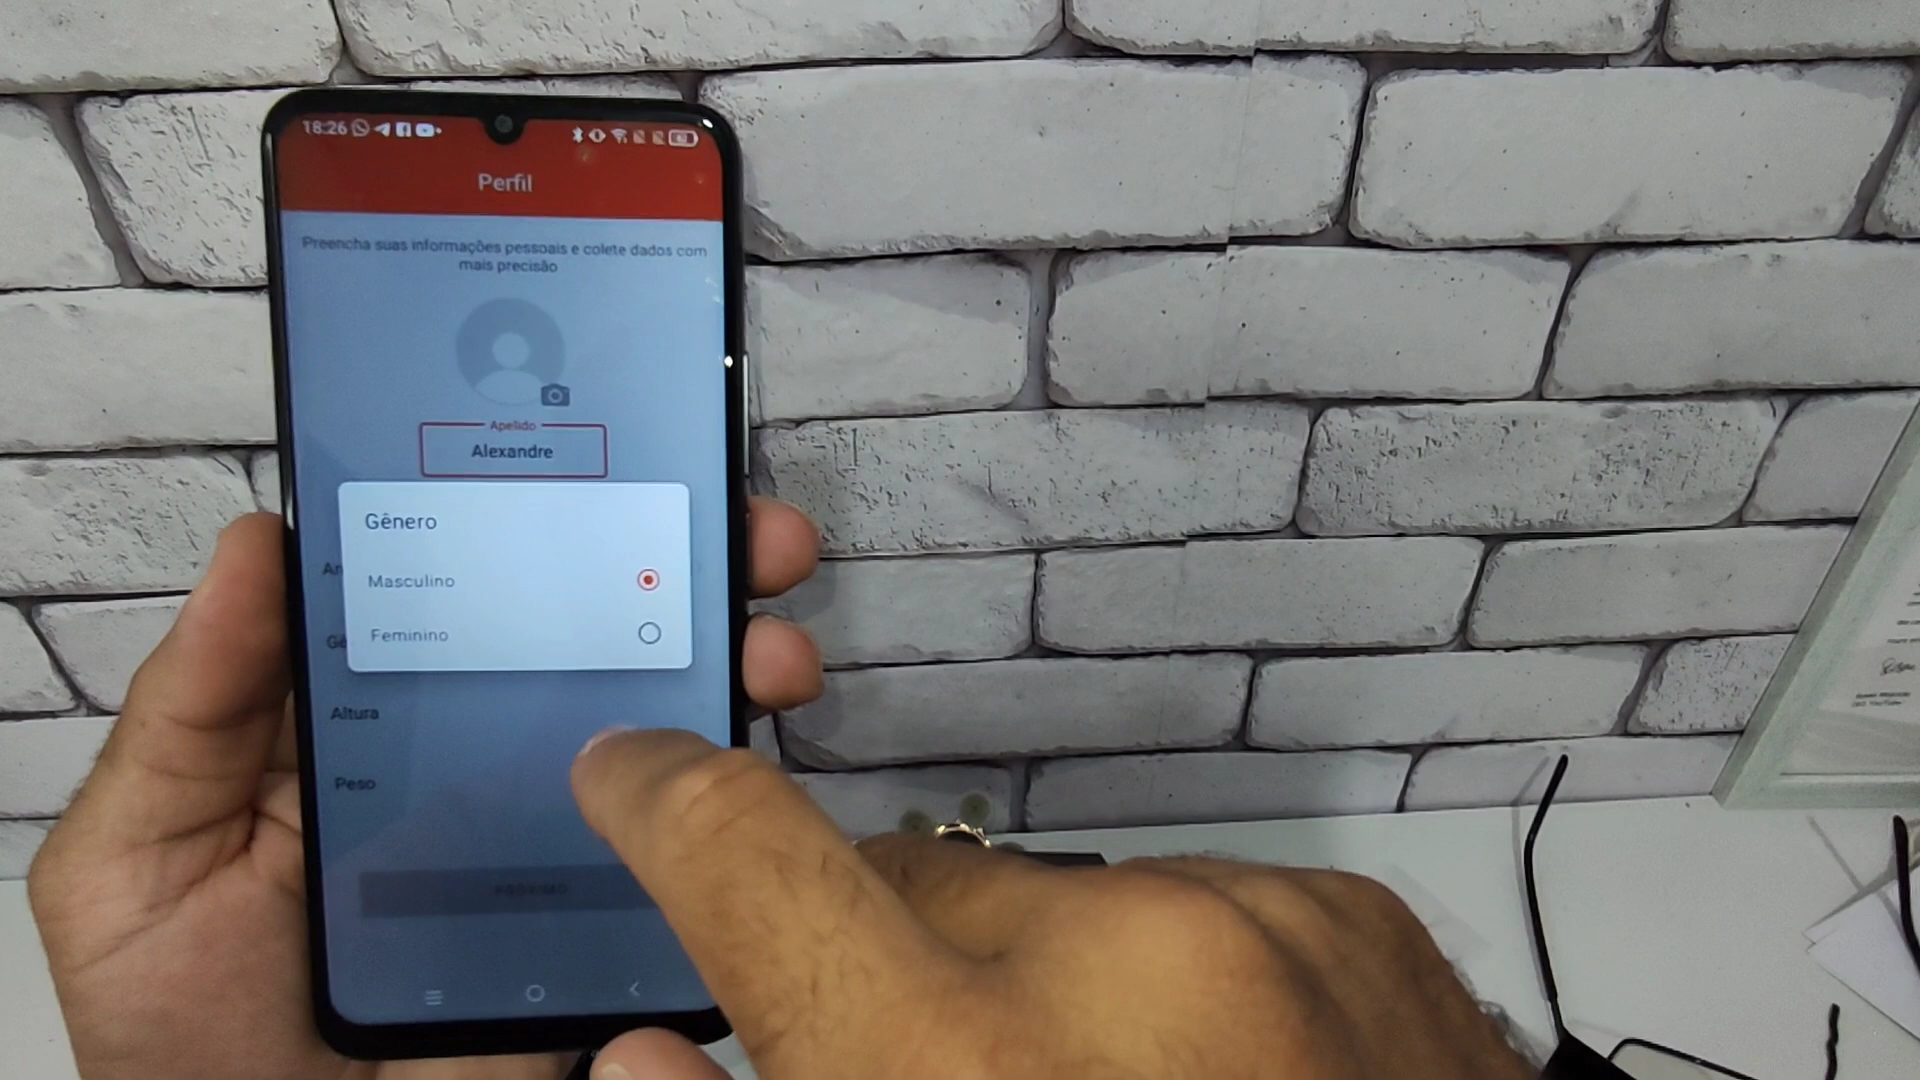 18:26
Perfil
Preencha suas informações pessoais e colete dados com
mais precisão
Apelido
Alexandre
Gênero
Masculino
Feminino
Altura
Peso
PRÓXIMO